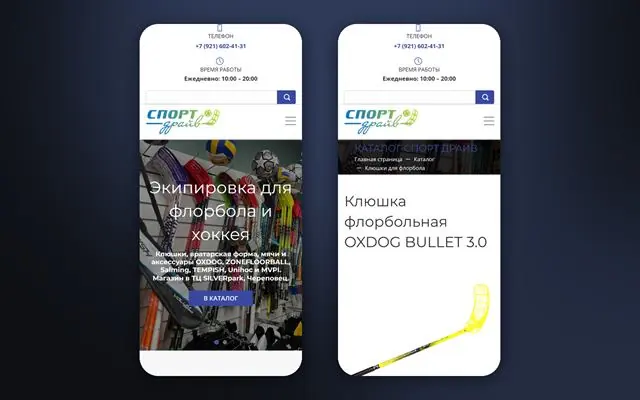 ТЕЛЕФОН
+7 (921) 602-41-31
ВРЕМЯ РАБОТЫ
Ежедневно: 10:00 – 20:00
СПОРТ
драйв
Экипировка для
флорбола и
хоккея
Клюшки, вратарская форма, мячи и
аксессуары OXDOG, ZONEFLOORBALL,
Salming, TEMPISH, Unihoc и MVPI.
Магазин в ТЦ SILVERpark, Череповец.
В КАТАЛОГ
ТЕЛЕФОН
+7 (921) 602-41-31
ВРЕМЯ РАБОТЫ
Ежедневно: 10:00 – 20:00
СПОРТ
драйв
КАТАЛОГ СПОРТ ДРАЙВ
Главная страница — Каталог
— Клюшки для флорбола
Клюшка
флорбольная
OXDOG BULLET 3.0